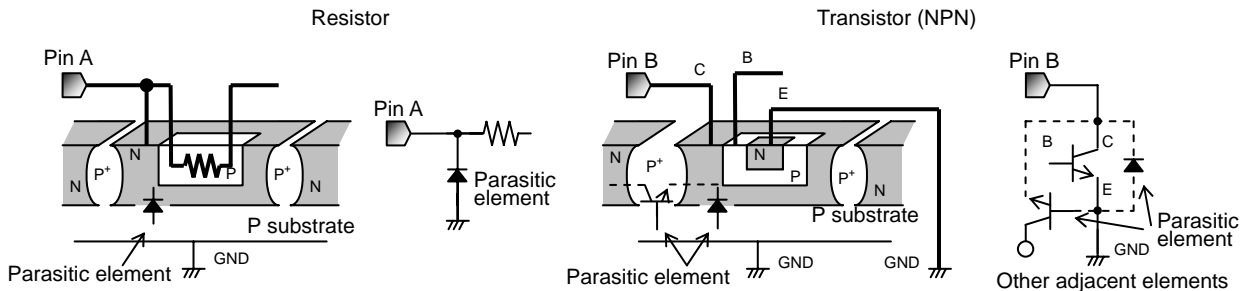 Resistor
Transistor (NPN)
Pin A
N
P+
N
P
P+
N
P substrate
GND
Parasitic element
Pin A
Parasitic
element
Pin B
C
B
E
N
P+
N
P
P+
N
P substrate
GND
GND
Parasitic element
Pin B
B
C
E
GND
Parasitic
element
Other adjacent elements